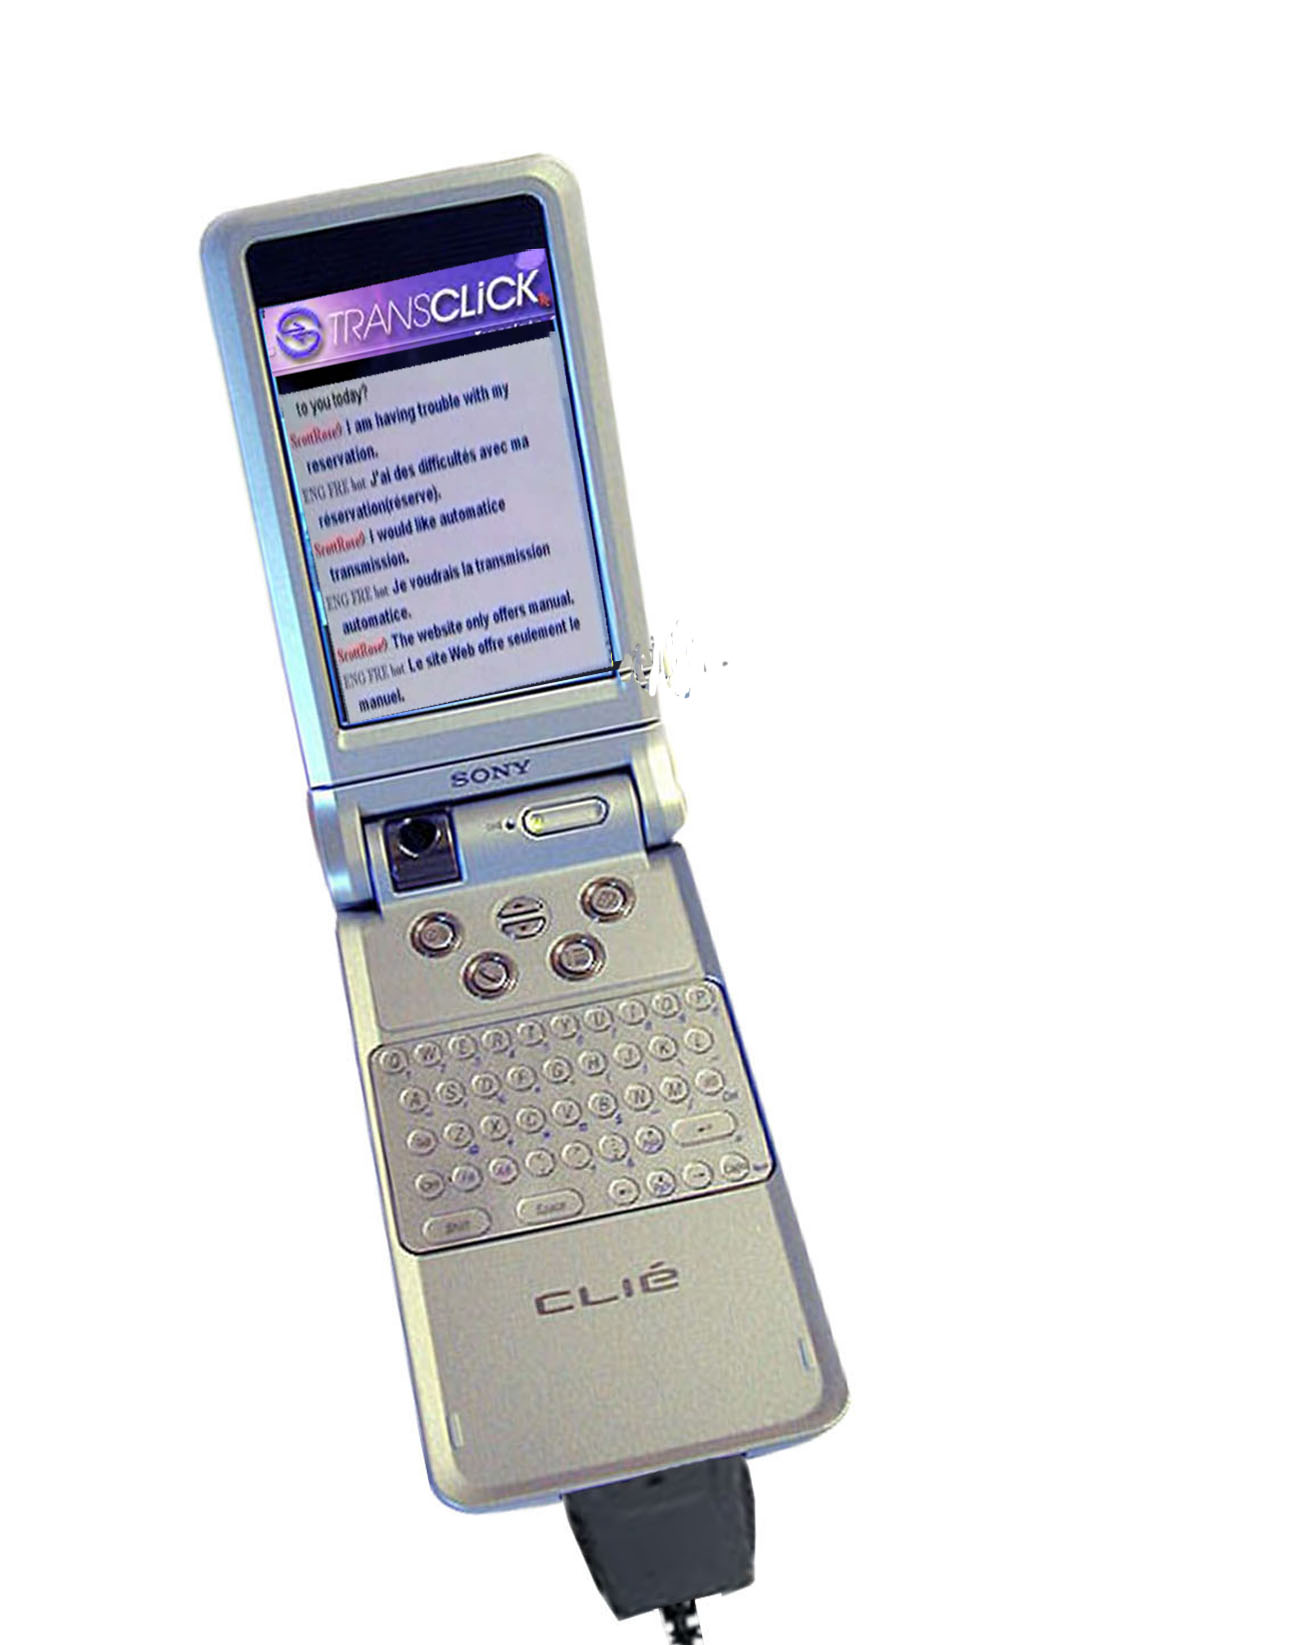 TRANSCLiCK
to you today?
ScottRose9 I am having trouble with my
reservation.
ENG FRE bot J'ai des difficultés avec ma
réservation(réserve).
ScottRose9 I would like automatice
transmission.
ENG FRE bot Je voudrais la transmission
automatice.
ScottRose9 The website only offers manual.
ENG FRE bot Le site Web offre seulement le
manuel.
SONY
Q W E R T Y U I O P
A S D F G H J K L
Z X C V B N M
Shift Space
CLIÉ